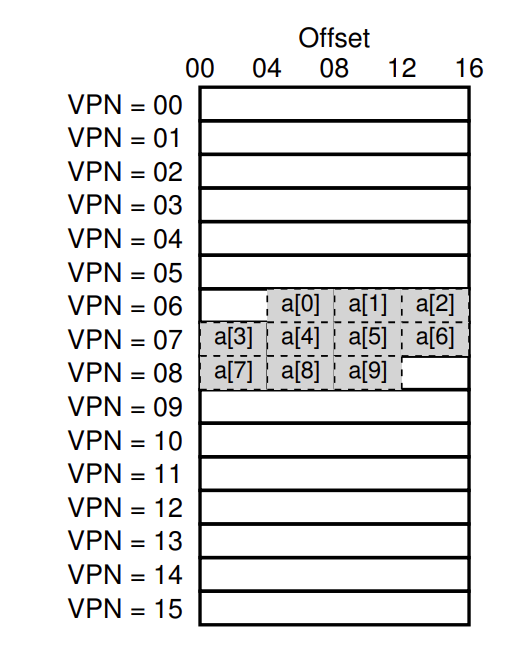 Offset
00 04 08 12 16
VPN = 00
VPN = 01
VPN = 02
VPN = 03
VPN = 04
VPN = 05
VPN = 06 a[0] a[1] a[2]
VPN = 07 a[3] a[4] a[5] a[6]
VPN = 08 a[7] a[8] a[9]
VPN = 09
VPN = 10
VPN = 11
VPN = 12
VPN = 13
VPN = 14
VPN = 15